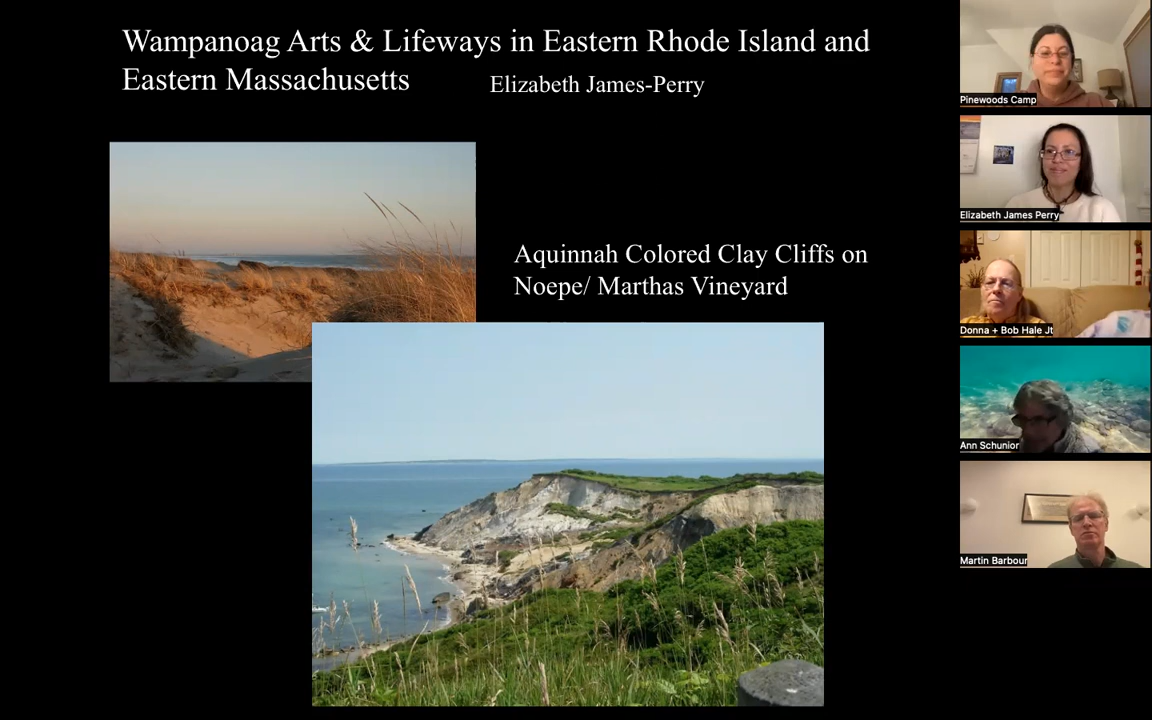 Wampanoag Arts & Lifeways in Eastern Rhode Island and
Eastern Massachusetts
Elizabeth James-Perry
Aquinnah Colored Clay Cliffs on
Noepe/ Marthas Vineyard
Pinewoods Camp
Elizabeth James Perry
Donna + Bob Hale Jt
Ann Schunior
Martin Barbour